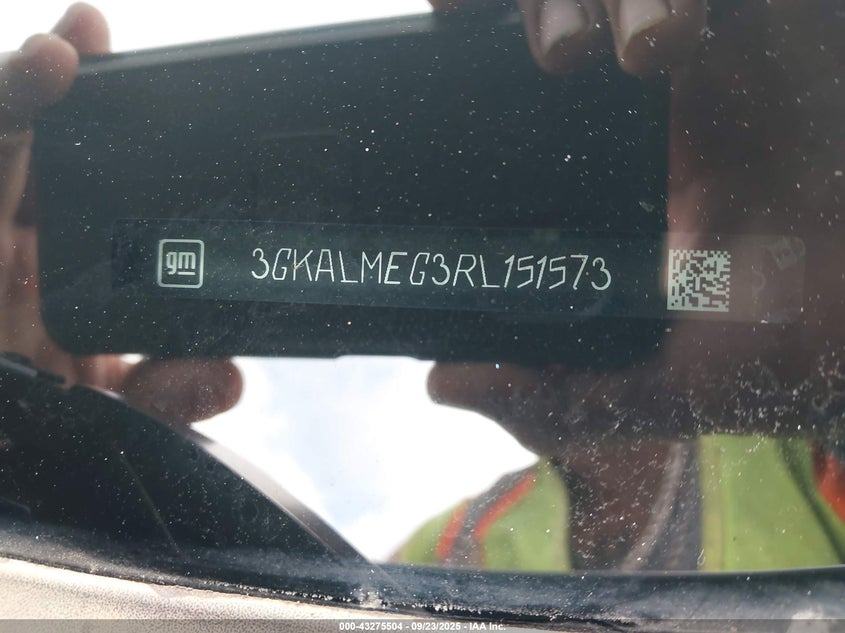 gm 3GKALMEG3RL151573
000-43275504 - 09/23/2025 - IAA Inc.